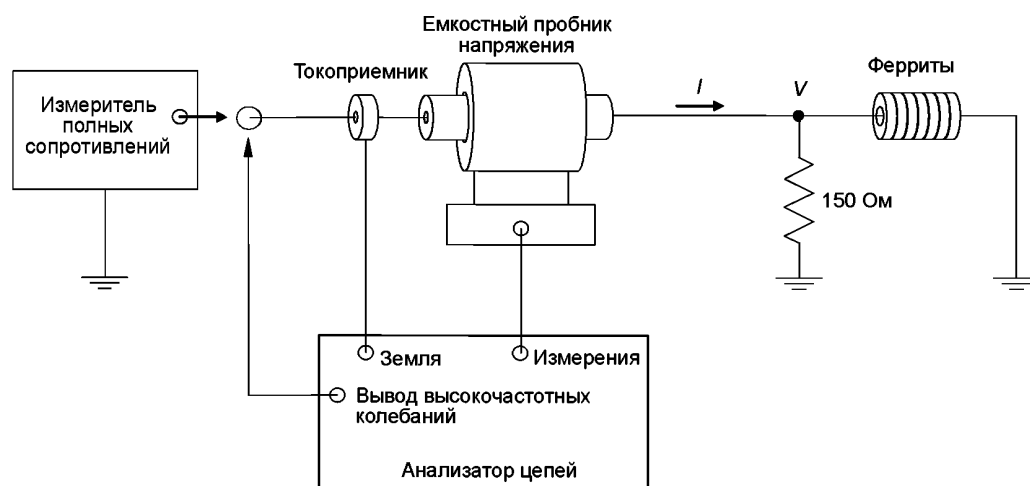 Емкостный пробник
напряжения
Токоприемник
Ферриты
Измеритель
полных
сопротивлений
I
V
150 Ом
Земля
Измерения
Вывод высокочастотных
колебаний
Анализатор цепей